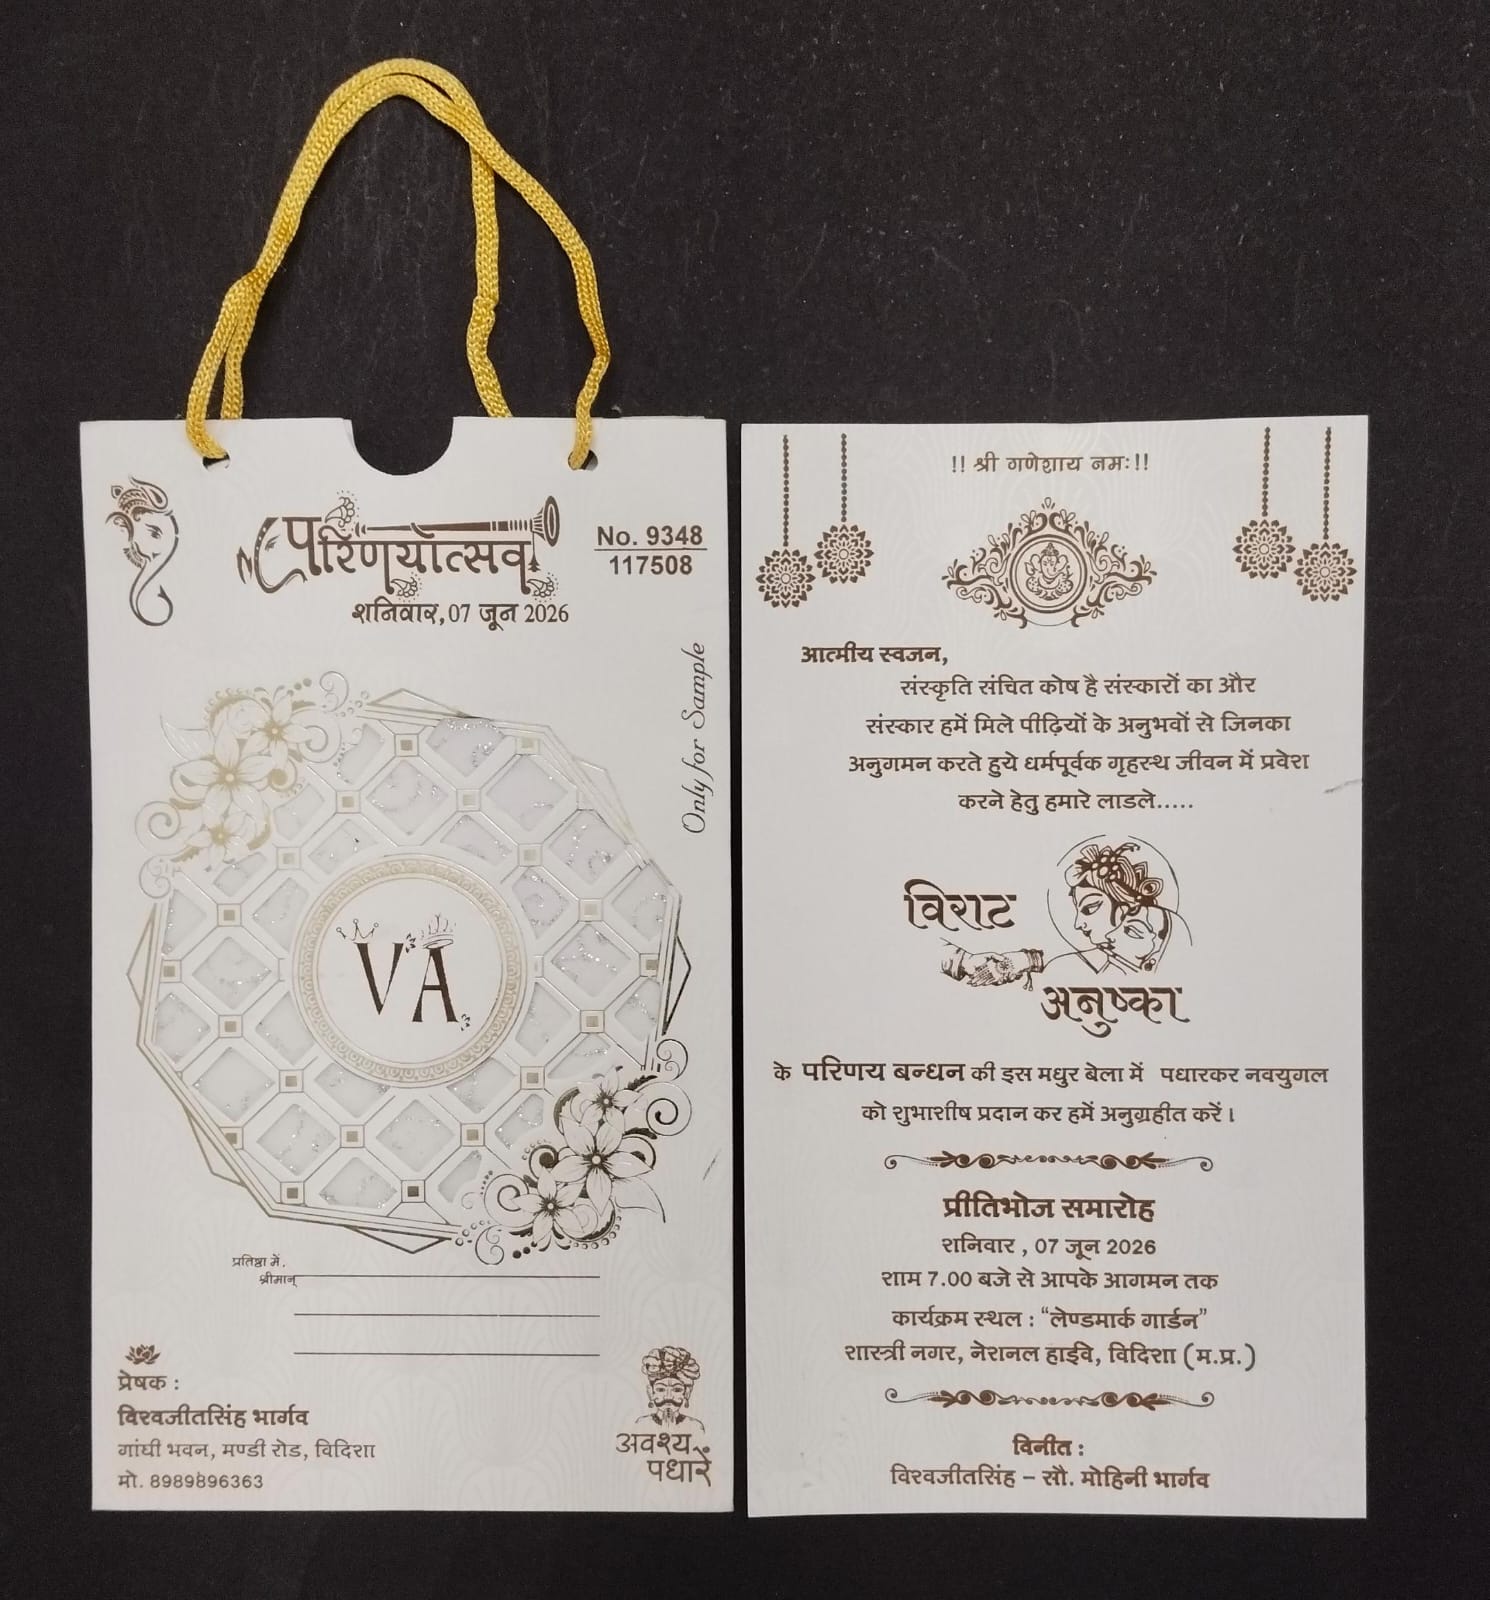 परिणयोत्सव
शनिवार, 07 जून 2026
No. 9348
117508
Only for Sample
VA
प्रतिष्ठा में,
श्रीमान्
प्रेषक :
विश्वजीतसिंह भार्गव
गांधी भवन, मण्डी रोड, विदिशा
मो. 8989896363
अवश्य
पधारें
!! श्री गणेशाय नमः!!
आत्मीय स्वजन,
संस्कृति संचित कोष है संस्कारों का और
संस्कार हमें मिले पीढ़ियों के अनुभवों से जिनका
अनुगमन करते हुये धर्मपूर्वक गृहस्थ जीवन में प्रवेश
करने हेतु हमारे लाडले.....
विराट
अनुष्का
के परिणय बन्धन की इस मधुर बेला में पधारकर नवयुगल
को शुभाशीष प्रदान कर हमें अनुग्रहीत करें।
प्रीतिभोज समारोह
शनिवार , 07 जून 2026
शाम 7.00 बजे से आपके आगमन तक
कार्यक्रम स्थल : “लेण्डमार्क गार्डन”
शास्त्री नगर, नेशनल हाईवे, विदिशा (म.प्र.)
विनीत :
विश्वजीतसिंह – सौ. मोहिनी भार्गव